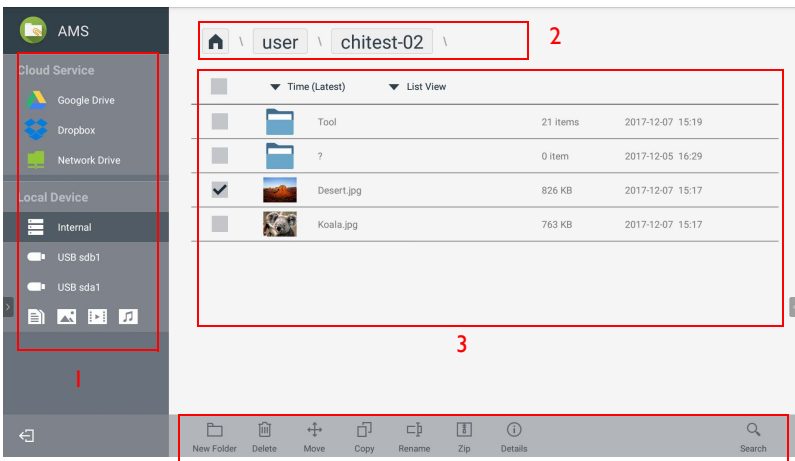 AMS
Cloud Service
Google Drive
Dropbox
Network Drive
Local Device
Internal
USB sdb1
USB sda1
1
\ user \ chitest-02 \
2
Time (Latest) List View
Tool 21 items 2017-12-07 15:19
? 0 item 2017-12-05 16:29
Desert.jpg 826 KB 2017-12-07 15:17
Koala.jpg 763 KB 2017-12-07 15:17
3
New Folder Delete Move Copy Rename Zip Details Search